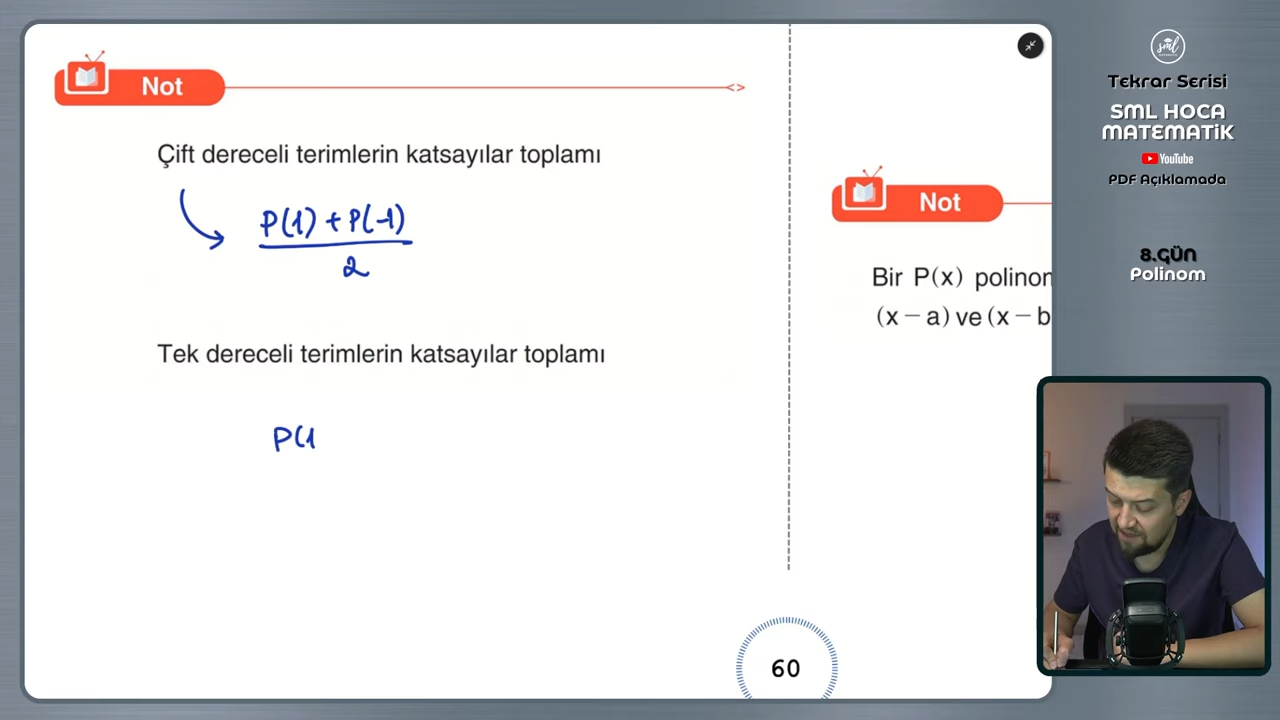 Not
Çift dereceli terimlerin katsayılar toplamı
P(1) + P(-1)
2
Tek dereceli terimlerin katsayılar toplamı
P(1
60
Not
Bir P(x) polinom
(x − a) ve (x − b
sml
Tekrar Serisi
SML HOCA
MATEMATİK
YouTube
PDF Açıklamada
8.GÜN
Polinom